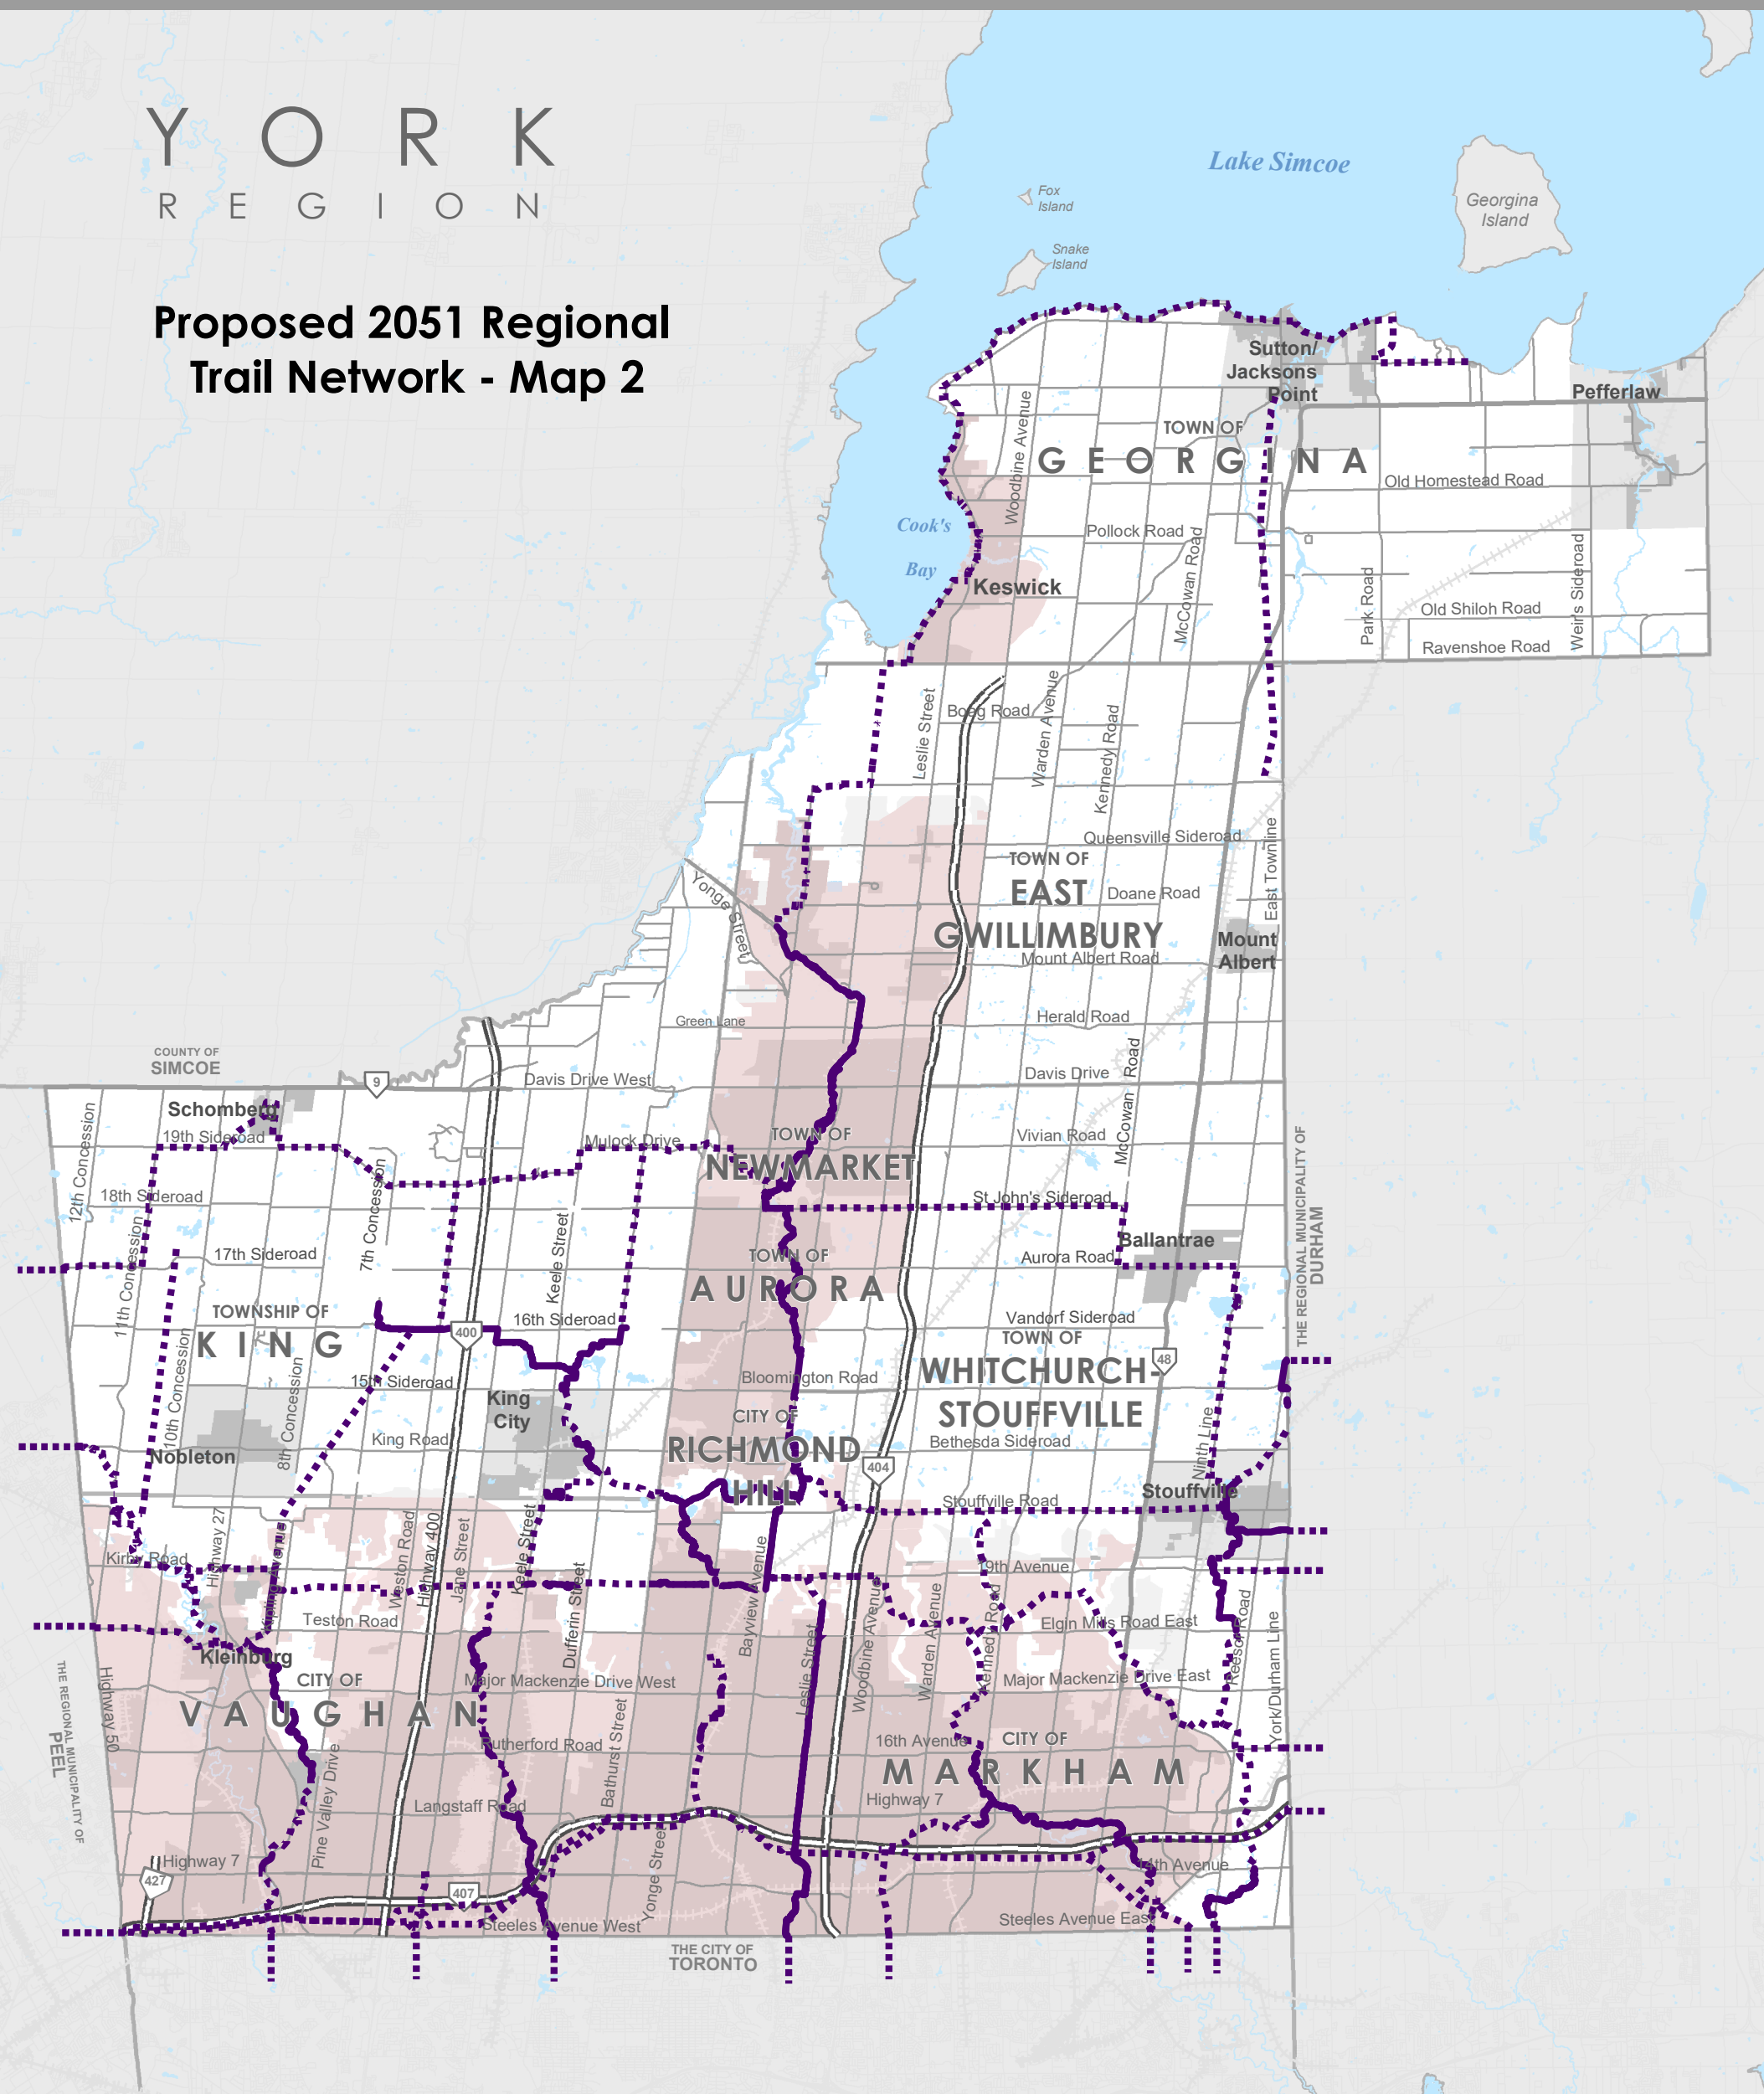 YORK
REGION
Proposed 2051 Regional
Trail Network - Map 2
Lake Simcoe
Georgina
Island
Fox
Island
Snake
Island
Sutton/
Jacksons
Point
Pefferlaw
TOWN OF
GEORGINA
Woodbine Avenue
Old Homestead Road
Cook's
Bay
Pollock Road
McCowan Road
Keswick
Park Road
Weir's Sideroad
Old Shiloh Road
Ravenshoe Road
Leslie Street
Boag Road
Warden Avenue
Kennedy Road
Queensville Sideroad
East Townline
TOWN OF
EAST
GWILLIMBURY
Doane Road
Yonge Street
Mount
Albert
Mount Albert Road
Green Lane
Herald Road
COUNTY OF
SIMCOE
9
Davis Drive West
Davis Drive
McCowan Road
Schomberg
19th Sideroad
12th Concession
Mulock Drive
TOWN OF
NEWMARKET
Vivian Road
THE REGIONAL MUNICIPALITY OF
DURHAM
18th Sideroad
7th Concession
St John's Sideroad
11th Concession
17th Sideroad
Keele Street
TOWN OF
AURORA
Aurora Road
Ballantrae
TOWNSHIP OF
KING
400
16th Sideroad
Vandorf Sideroad
TOWN OF
WHITCHURCH-
STOUFFVILLE
48
10th Concession
8th Concession
15th Sideroad
King
City
Bloomington Road
CITY OF
RICHMOND
HILL
Nobleton
King Road
404
Bethesda Sideroad
Ninth Line
Stouffville Road
Stouffville
Kirby Road
Highway 27
Kipling Avenue
Weston Road
Highway 400
Jane Street
Keele Street
Dufferin Street
Bayview Avenue
19th Avenue
Teston Road
Kleinburg
Leslie Street
Woodbine Avenue
Warden Avenue
Kennedy Road
Elgin Mills Road East
Reesor Road
York/Durham Line
THE REGIONAL MUNICIPALITY OF
PEEL
Highway 50
CITY OF
VAUGHAN
Major Mackenzie Drive West
Major Mackenzie Drive East
Rutherford Road
Bathurst Street
16th Avenue
CITY OF
MARKHAM
Pine Valley Drive
Langstaff Road
Highway 7
Yonge Street
Highway 7
427
407
14th Avenue
Steeles Avenue West
Steeles Avenue East
THE CITY OF
TORONTO